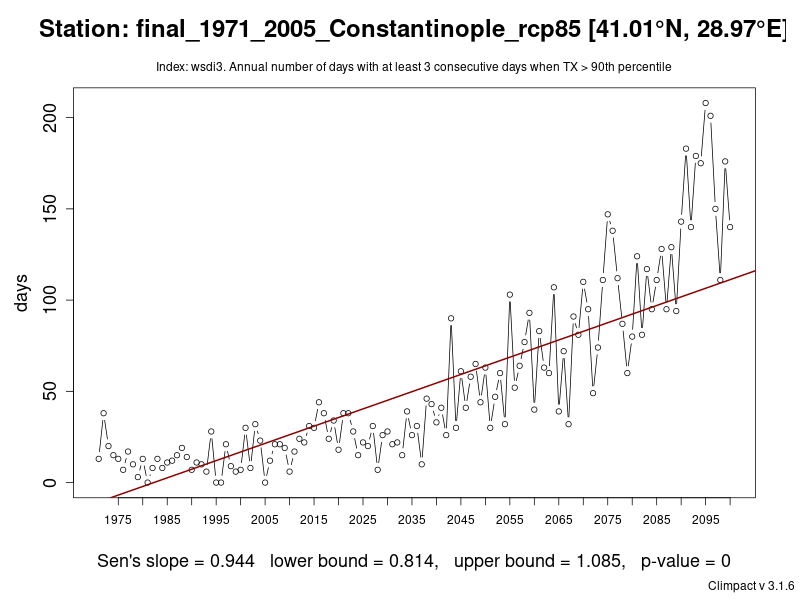 Station: final_1971_2005_Constantinople_rcp85 [41.01°N, 28.97°E]
Index: wsdi3. Annual number of days with at least 3 consecutive days when TX > 90th percentile
200
150
100
50
0
days
1975 1985 1995 2005 2015 2025 2035 2045 2055 2065 2075 2085 2095
Sen's slope = 0.944 lower bound = 0.814, upper bound = 1.085, p-value = 0
Climpact v 3.1.6